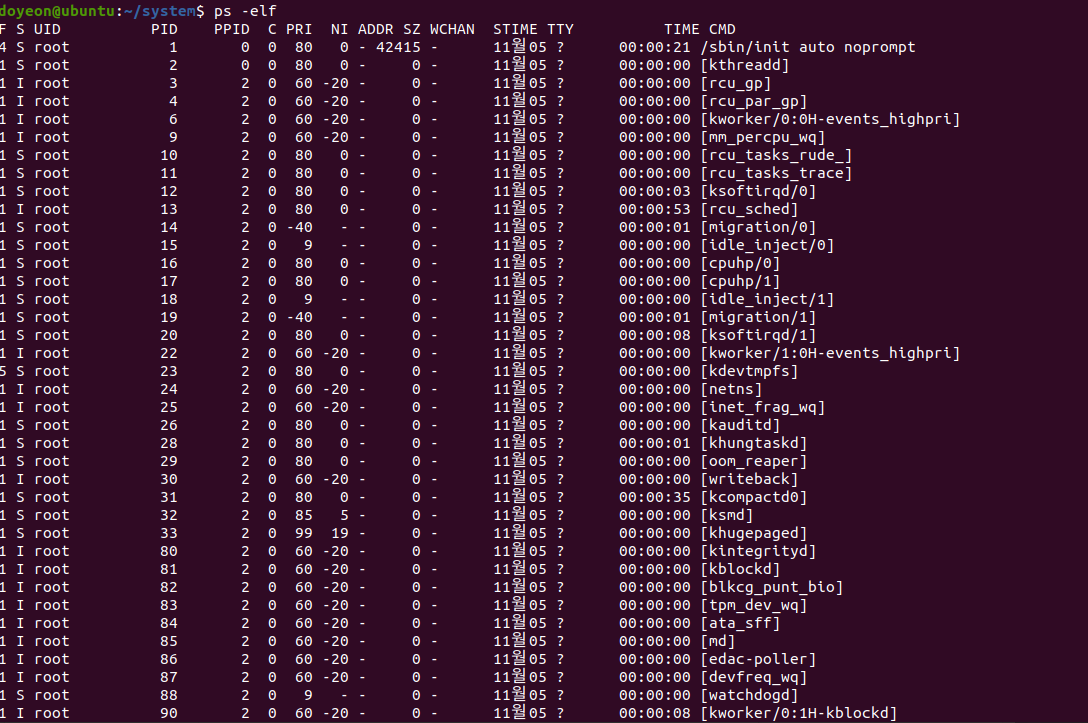 doyeon@ubuntu:~/system$ ps -elf
F S UID PID PPID C PRI NI ADDR SZ WCHAN STIME TTY TIME CMD
4 S root 1 0 0 80 0 - 42415 - 11월05 ? 00:00:21 /sbin/init auto noprompt
1 S root 2 0 0 80 0 - 0 - 11월05 ? 00:00:00 [kthreadd]
1 I root 3 2 0 60 -20 - 0 - 11월05 ? 00:00:00 [rcu_gp]
1 I root 4 2 0 60 -20 - 0 - 11월05 ? 00:00:00 [rcu_par_gp]
1 I root 6 2 0 60 -20 - 0 - 11월05 ? 00:00:00 [kworker/0:0H-events_highpri]
1 I root 9 2 0 60 -20 - 0 - 11월05 ? 00:00:00 [mm_percpu_wq]
1 S root 10 2 0 80 0 - 0 - 11월05 ? 00:00:00 [rcu_tasks_rude_]
1 S root 11 2 0 80 0 - 0 - 11월05 ? 00:00:00 [rcu_tasks_trace]
1 S root 12 2 0 80 0 - 0 - 11월05 ? 00:00:03 [ksoftirqd/0]
1 I root 13 2 0 80 0 - 0 - 11월05 ? 00:00:53 [rcu_sched]
1 S root 14 2 0 -40 - - 0 - 11월05 ? 00:00:01 [migration/0]
1 S root 15 2 0 9 - - 0 - 11월05 ? 00:00:00 [idle_inject/0]
1 S root 16 2 0 80 0 - 0 - 11월05 ? 00:00:00 [cpuhp/0]
1 S root 17 2 0 80 0 - 0 - 11월05 ? 00:00:00 [cpuhp/1]
1 S root 18 2 0 9 - - 0 - 11월05 ? 00:00:00 [idle_inject/1]
1 S root 19 2 0 -40 - - 0 - 11월05 ? 00:00:01 [migration/1]
1 S root 20 2 0 80 0 - 0 - 11월05 ? 00:00:08 [ksoftirqd/1]
1 I root 22 2 0 60 -20 - 0 - 11월05 ? 00:00:00 [kworker/1:0H-events_highpri]
5 S root 23 2 0 80 0 - 0 - 11월05 ? 00:00:00 [kdevtmpfs]
1 I root 24 2 0 60 -20 - 0 - 11월05 ? 00:00:00 [netns]
1 I root 25 2 0 60 -20 - 0 - 11월05 ? 00:00:00 [inet_frag_wq]
1 S root 26 2 0 80 0 - 0 - 11월05 ? 00:00:00 [kauditd]
1 S root 28 2 0 80 0 - 0 - 11월05 ? 00:00:01 [khungtaskd]
1 S root 29 2 0 80 0 - 0 - 11월05 ? 00:00:00 [oom_reaper]
1 I root 30 2 0 60 -20 - 0 - 11월05 ? 00:00:00 [writeback]
1 S root 31 2 0 80 0 - 0 - 11월05 ? 00:00:35 [kcompactd0]
1 S root 32 2 0 85 5 - 0 - 11월05 ? 00:00:00 [ksmd]
1 S root 33 2 0 99 19 - 0 - 11월05 ? 00:00:00 [khugepaged]
1 I root 80 2 0 60 -20 - 0 - 11월05 ? 00:00:00 [kintegrityd]
1 I root 81 2 0 60 -20 - 0 - 11월05 ? 00:00:00 [kblockd]
1 I root 82 2 0 60 -20 - 0 - 11월05 ? 00:00:00 [blkcg_punt_bio]
1 I root 83 2 0 60 -20 - 0 - 11월05 ? 00:00:00 [tpm_dev_wq]
1 I root 84 2 0 60 -20 - 0 - 11월05 ? 00:00:00 [ata_sff]
1 I root 85 2 0 60 -20 - 0 - 11월05 ? 00:00:00 [md]
1 I root 86 2 0 60 -20 - 0 - 11월05 ? 00:00:00 [edac-poller]
1 I root 87 2 0 60 -20 - 0 - 11월05 ? 00:00:00 [devfreq_wq]
1 S root 88 2 0 9 - - 0 - 11월05 ? 00:00:00 [watchdogd]
1 I root 90 2 0 60 -20 - 0 - 11월05 ? 00:00:08 [kworker/0:1H-kblockd]